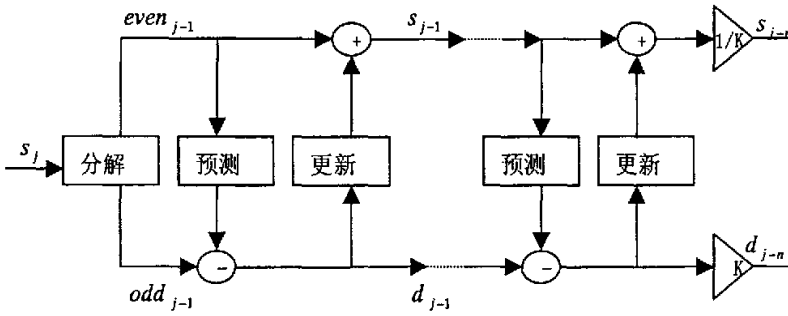 even j-1
s j-1
s j-n
+
+
1/K
s j
分解
预测
更新
预测
更新
-
-
K
d j-n
odd j-1
d j-1